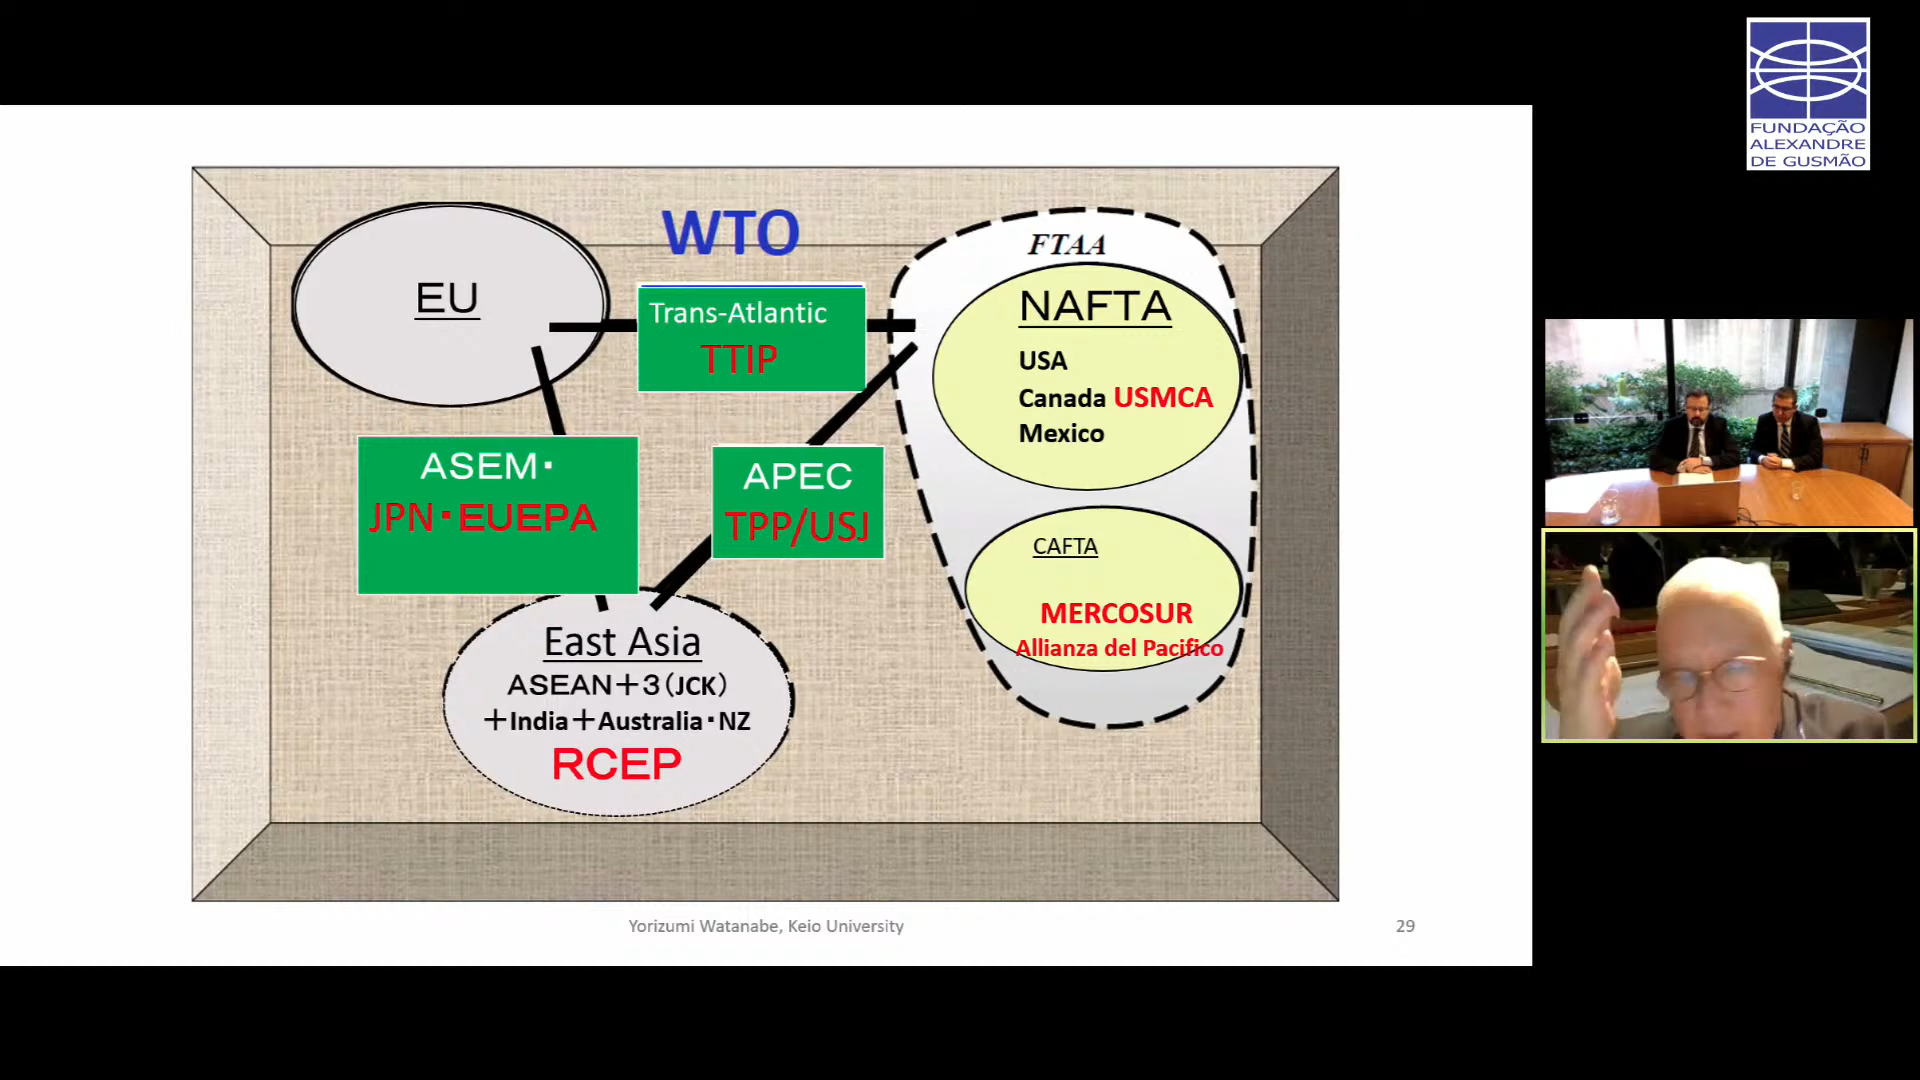 FUNDAÇÃO
ALEXANDRE
DE GUSMÃO
WTO
EU
Trans-Atlantic
TTIP
FTAA
NAFTA
USA
Canada USMCA
Mexico
ASEM・
JPN・EUEPA
APEC
TPP/USJ
CAFTA
MERCOSUR
Allianza del Pacifico
East Asia
ASEAN＋3（JCK）
＋India＋Australia・NZ
RCEP
Yorizumi Watanabe, Keio University
29